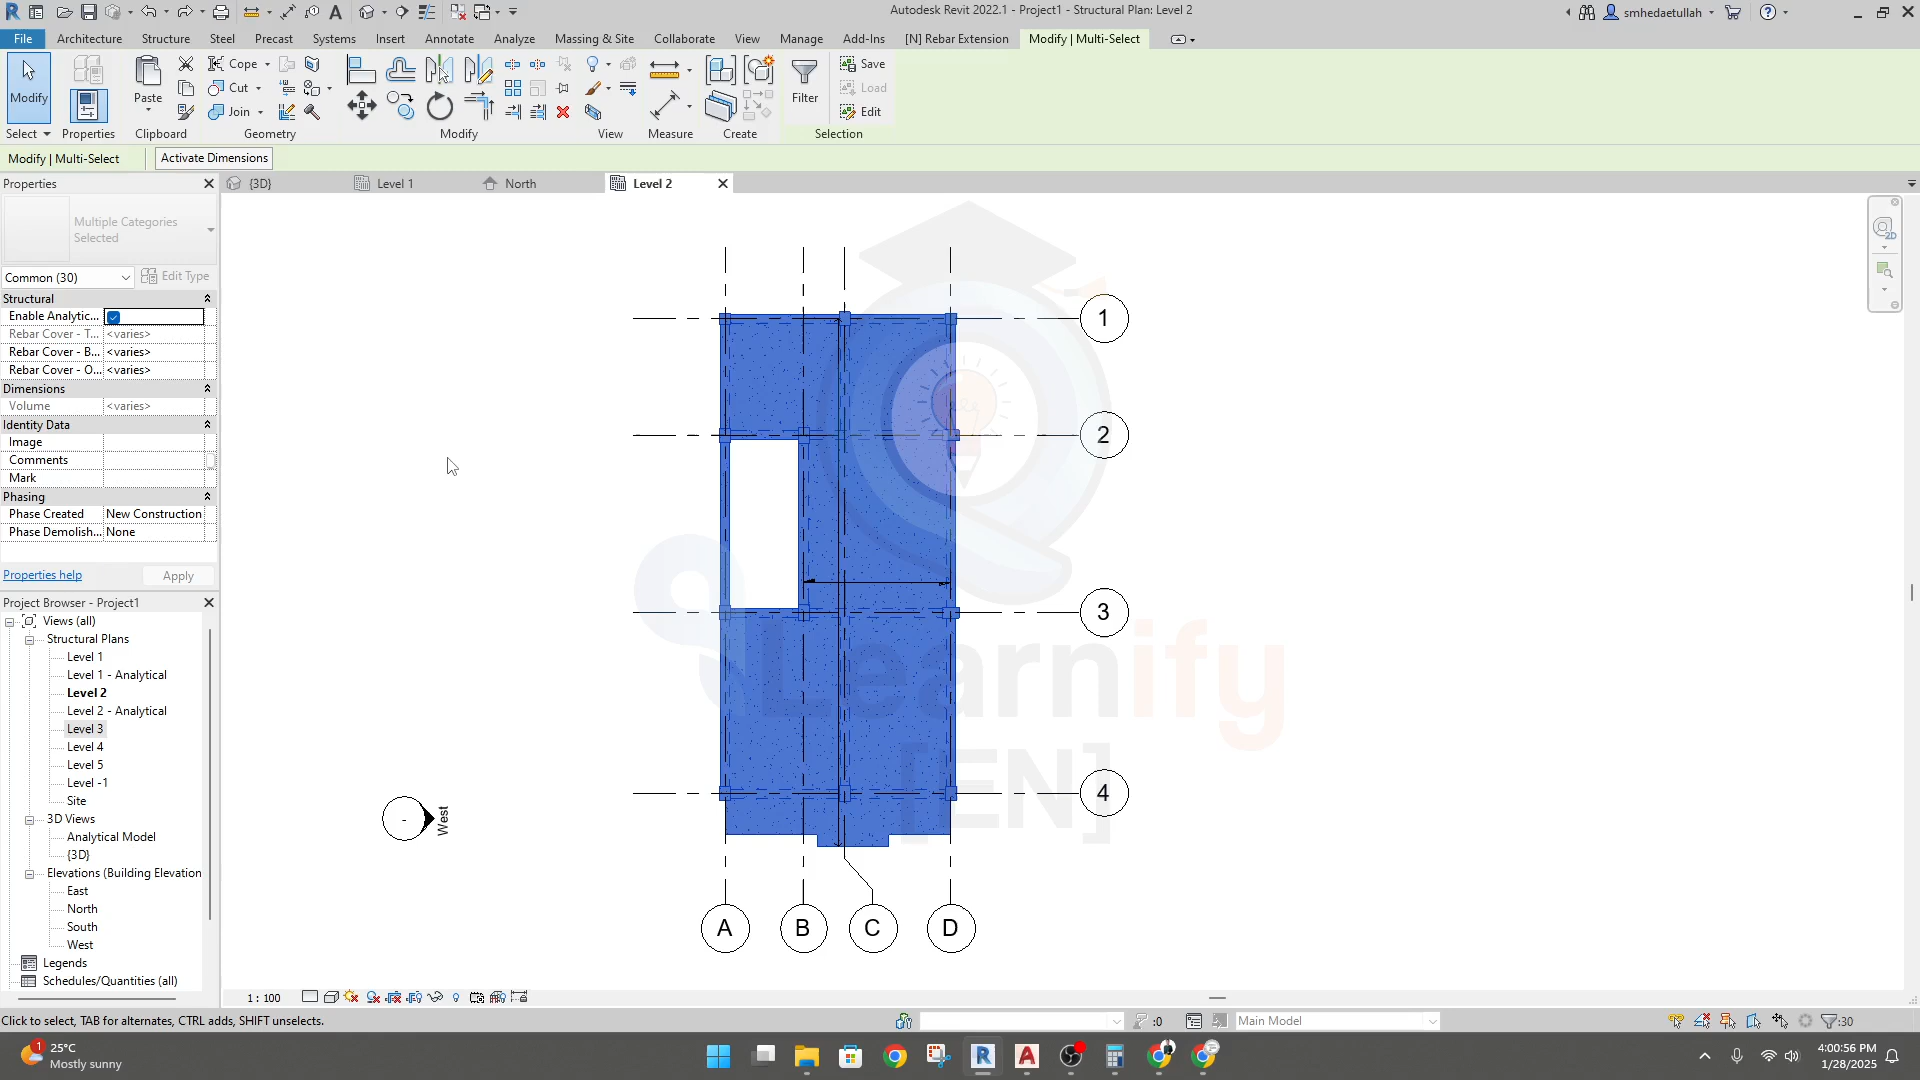 Autodesk Revit 2022.1 - Project1 - Structural Plan: Level 2
smhedaetullah
File Architecture Structure Steel Precast Systems Insert Annotate Analyze Massing & Site Collaborate View Manage Add-Ins [N] Rebar Extension Modify | Multi-Select
Modify
Paste
Cope
Cut
Join
Filter
Save
Load
Edit
Select Properties Clipboard Geometry Modify View Measure Create Selection
Modify | Multi-Select Activate Dimensions
Properties
{3D} Level 1 North Level 2
Multiple Categories
Selected
Common (30) Edit Type
Structural
Enable Analytic...
Rebar Cover - T... <varies>
Rebar Cover - B... <varies>
Rebar Cover - O... <varies>
Dimensions
Volume <varies>
Identity Data
Image
Comments
Mark
Phasing
Phase Created New Construction
Phase Demolish... None
Properties help Apply
Project Browser - Project1
Views (all)
Structural Plans
Level 1
Level 1 - Analytical
Level 2
Level 2 - Analytical
Level 3
Level 4
Level 5
Level -1
Site
3D Views
Analytical Model
{3D}
Elevations (Building Elevation
East
North
South
West
Legends
Schedules/Quantities (all)
1
2
3
4
A B C D
- West
Learnify
[EN]
2D
1 : 100
Click to select, TAB for alternates, CTRL adds, SHIFT unselects.
:0
Main Model
:30
1
25°C
Mostly sunny
4:00:56 PM
1/28/2025